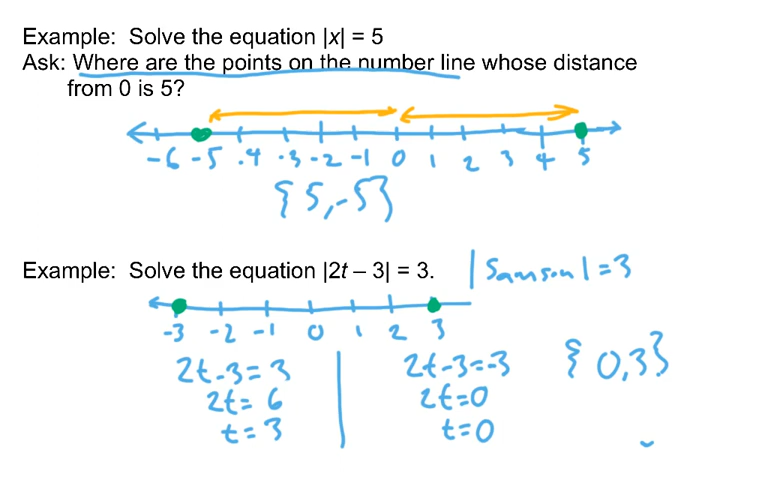 Example: Solve the equation |x| = 5
Ask: Where are the points on the number line whose distance
from 0 is 5?
-6 -5 -4 -3 -2 -1 0 1 2 3 4 5
{5,-5}
Example: Solve the equation |2t – 3| = 3. |Samson|=3
-3 -2 -1 0 1 2 3
2t-3=3 2t-3=-3 {0,3}
2t=6 2t=0
t=3 t=0